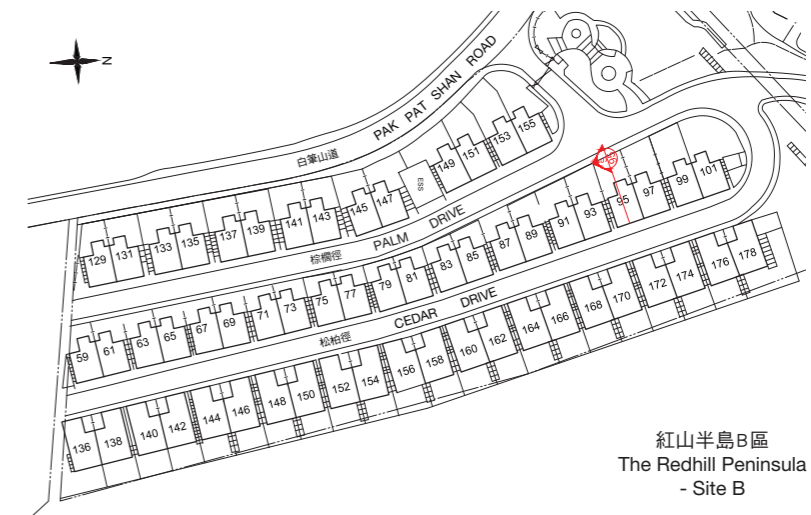 N
PAK PAT SHAN ROAD
白筆山道
129 131 133 135 137 139 141 143 145 147 ESS 149 151 153 155
PALM DRIVE
棕櫚徑
59 61 63 65 67 69 71 73 75 77 79 81 83 85 87 89 91 93 95 97 99 101
CEDAR DRIVE
松柏徑
136 138 140 142 144 146 148 150 152 154 156 158 160 162 164 166 168 170 172 174 176 178
紅山半島B區
The Redhill Peninsula
- Site B